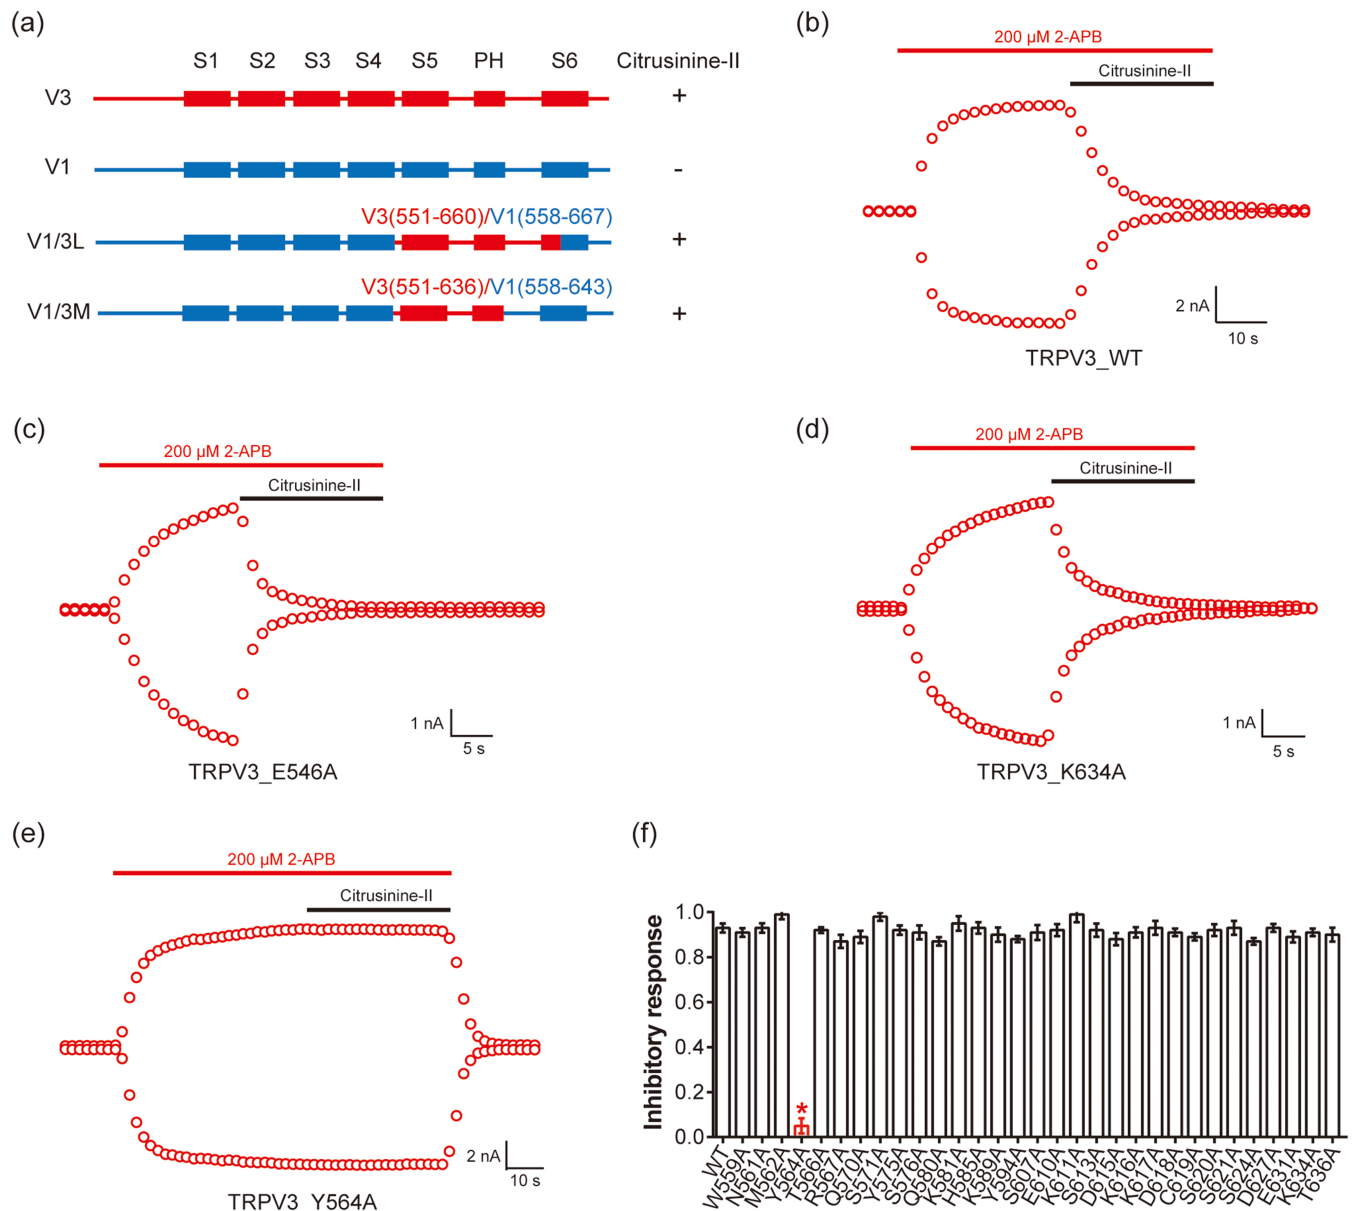 (a)
S1 S2 S3 S4 S5 PH S6 Citrusinine-II
V3 +
V1 -
V3(551-660)/V1(558-667)
V1/3L +
V3(551-636)/V1(558-643)
V1/3M +
(b)
200 µM 2-APB
Citrusinine-II
2 nA
10 s
TRPV3_WT
(c)
200 µM 2-APB
Citrusinine-II
1 nA
5 s
TRPV3_E546A
(d)
200 µM 2-APB
Citrusinine-II
1 nA
5 s
TRPV3_K634A
(e)
200 µM 2-APB
Citrusinine-II
2 nA
10 s
TRPV3_Y564A
(f)
Inhibitory response
1.0
0.8
0.6
0.4
0.2
0.0
*
WT
W559A
N561A
M562A
Y564A
T566A
R567A
Q570A
S571A
Y575A
S576A
Q580A
K581A
H585A
K589A
Y594A
S607A
E610A
K611A
S613A
D615A
K616A
K617A
D618A
C619A
S620A
S621A
S624A
D627A
E631A
K634A
T636A